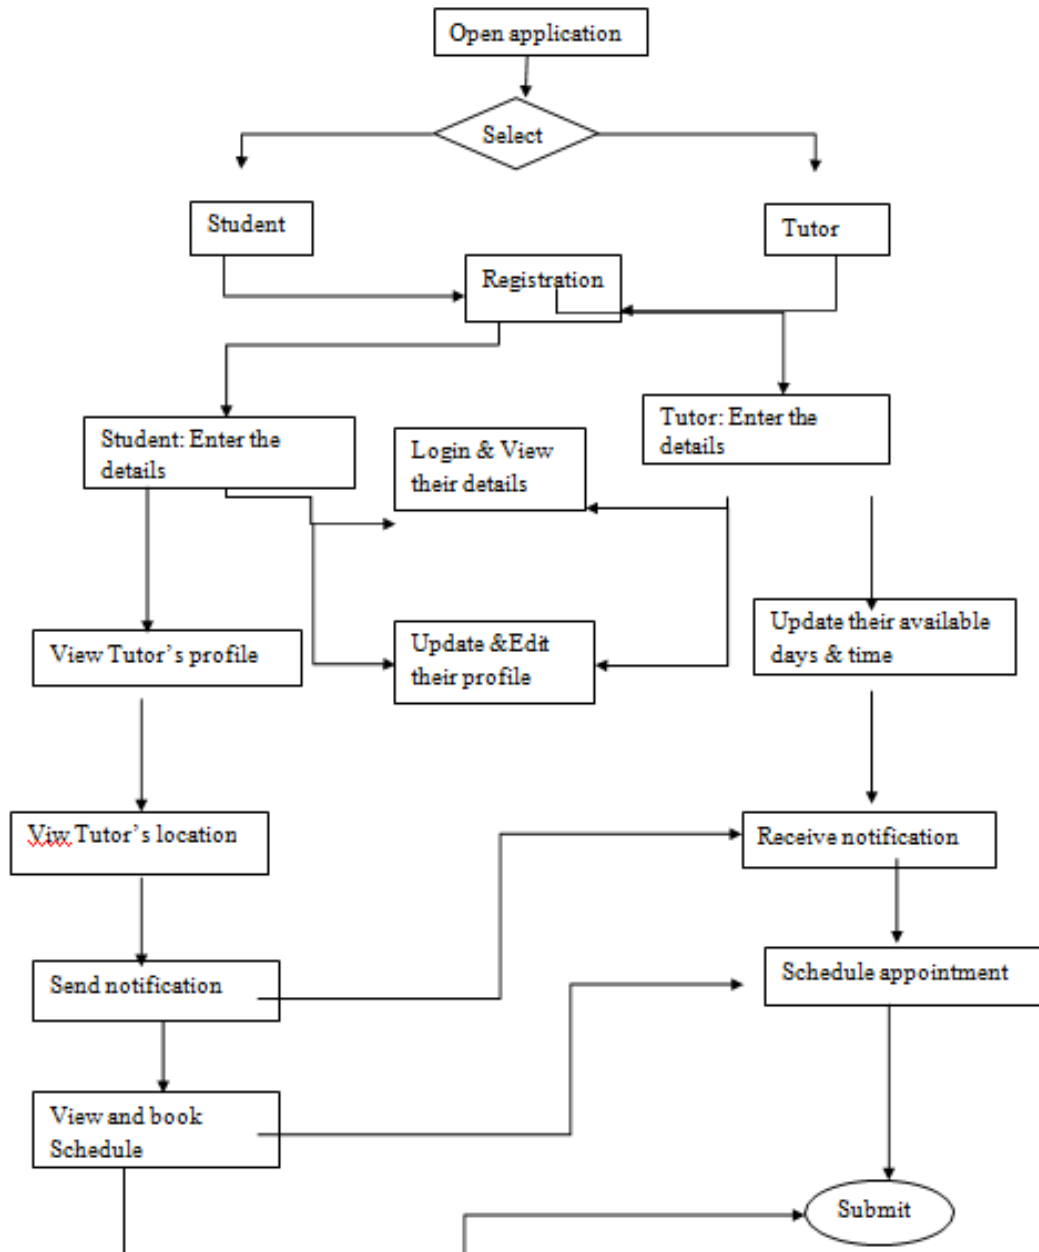 Open application
Select
Student
Tutor
Registration
Student: Enter the
details
Login & View
their details
Tutor: Enter the
details
View Tutor's profile
Update &Edit
their profile
Update their available
days & time
Viw Tutor's location
Receive notification
Send notification
Schedule appointment
View and book
Schedule
Submit